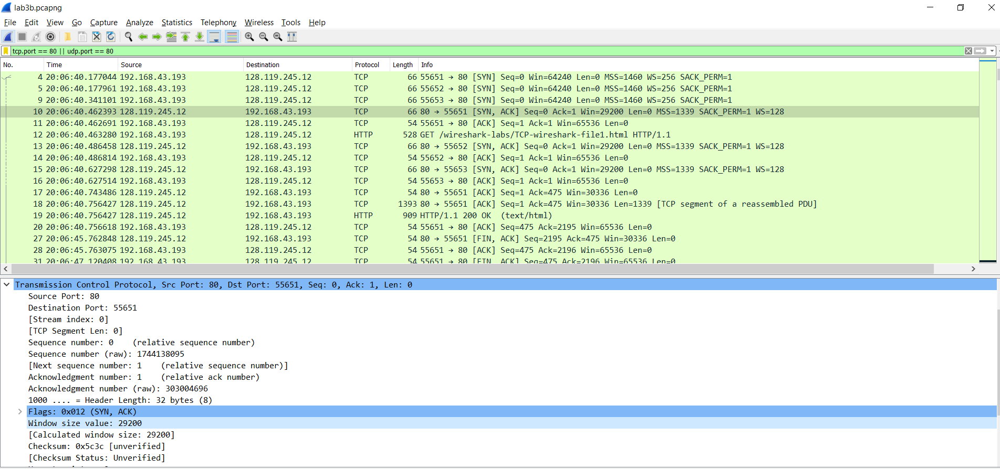 lab3b.pcapng
File Edit View Go Capture Analyze Statistics Telephony Wireless Tools Help
tcp.port == 80 || udp.port == 80
No. Time Source Destination Protocol Length Info
4 20:06:40.177044 192.168.43.193 128.119.245.12 TCP 66 55651 → 80 [SYN] Seq=0 Win=64240 Len=0 MSS=1460 WS=256 SACK_PERM=1
5 20:06:40.177961 192.168.43.193 128.119.245.12 TCP 66 55652 → 80 [SYN] Seq=0 Win=64240 Len=0 MSS=1460 WS=256 SACK_PERM=1
9 20:06:40.341101 192.168.43.193 128.119.245.12 TCP 66 55653 → 80 [SYN] Seq=0 Win=64240 Len=0 MSS=1460 WS=256 SACK_PERM=1
10 20:06:40.462393 128.119.245.12 192.168.43.193 TCP 66 80 → 55651 [SYN, ACK] Seq=0 Ack=1 Win=29200 Len=0 MSS=1339 SACK_PERM=1 WS=128
11 20:06:40.462691 192.168.43.193 128.119.245.12 TCP 54 55651 → 80 [ACK] Seq=1 Ack=1 Win=65536 Len=0
12 20:06:40.463280 192.168.43.193 128.119.245.12 HTTP 528 GET /wireshark-labs/TCP-wireshark-file1.html HTTP/1.1
13 20:06:40.486458 128.119.245.12 192.168.43.193 TCP 66 80 → 55652 [SYN, ACK] Seq=0 Ack=1 Win=29200 Len=0 MSS=1339 SACK_PERM=1 WS=128
14 20:06:40.486814 192.168.43.193 128.119.245.12 TCP 54 55652 → 80 [ACK] Seq=1 Ack=1 Win=65536 Len=0
15 20:06:40.627298 128.119.245.12 192.168.43.193 TCP 66 80 → 55653 [SYN, ACK] Seq=0 Ack=1 Win=29200 Len=0 MSS=1339 SACK_PERM=1 WS=128
16 20:06:40.627514 192.168.43.193 128.119.245.12 TCP 54 55653 → 80 [ACK] Seq=1 Ack=1 Win=65536 Len=0
17 20:06:40.743486 128.119.245.12 192.168.43.193 TCP 54 80 → 55651 [ACK] Seq=1 Ack=475 Win=30336 Len=0
18 20:06:40.756427 128.119.245.12 192.168.43.193 TCP 1393 80 → 55651 [ACK] Seq=1 Ack=475 Win=30336 Len=1339 [TCP segment of a reassembled PDU]
19 20:06:40.756427 128.119.245.12 192.168.43.193 HTTP 909 HTTP/1.1 200 OK (text/html)
20 20:06:40.756618 192.168.43.193 128.119.245.12 TCP 54 55651 → 80 [ACK] Seq=475 Ack=2195 Win=65536 Len=0
27 20:06:45.762848 128.119.245.12 192.168.43.193 TCP 54 80 → 55651 [FIN, ACK] Seq=2195 Ack=475 Win=30336 Len=0
28 20:06:45.763075 192.168.43.193 128.119.245.12 TCP 54 55651 → 80 [ACK] Seq=475 Ack=2196 Win=65536 Len=0
31 20:06:47.120408 192.168.43.193 128.119.245.12 TCP 54 55651 → 80 [FIN, ACK] Seq=475 Ack=2196 Win=65536 Len=0
Transmission Control Protocol, Src Port: 80, Dst Port: 55651, Seq: 0, Ack: 1, Len: 0
Source Port: 80
Destination Port: 55651
[Stream index: 0]
[TCP Segment Len: 0]
Sequence number: 0 (relative sequence number)
Sequence number (raw): 1744138095
[Next sequence number: 1 (relative sequence number)]
Acknowledgment number: 1 (relative ack number)
Acknowledgment number (raw): 303004696
1000 .... = Header Length: 32 bytes (8)
Flags: 0x012 (SYN, ACK)
Window size value: 29200
[Calculated window size: 29200]
Checksum: 0x5c3c [unverified]
[Checksum Status: Unverified]